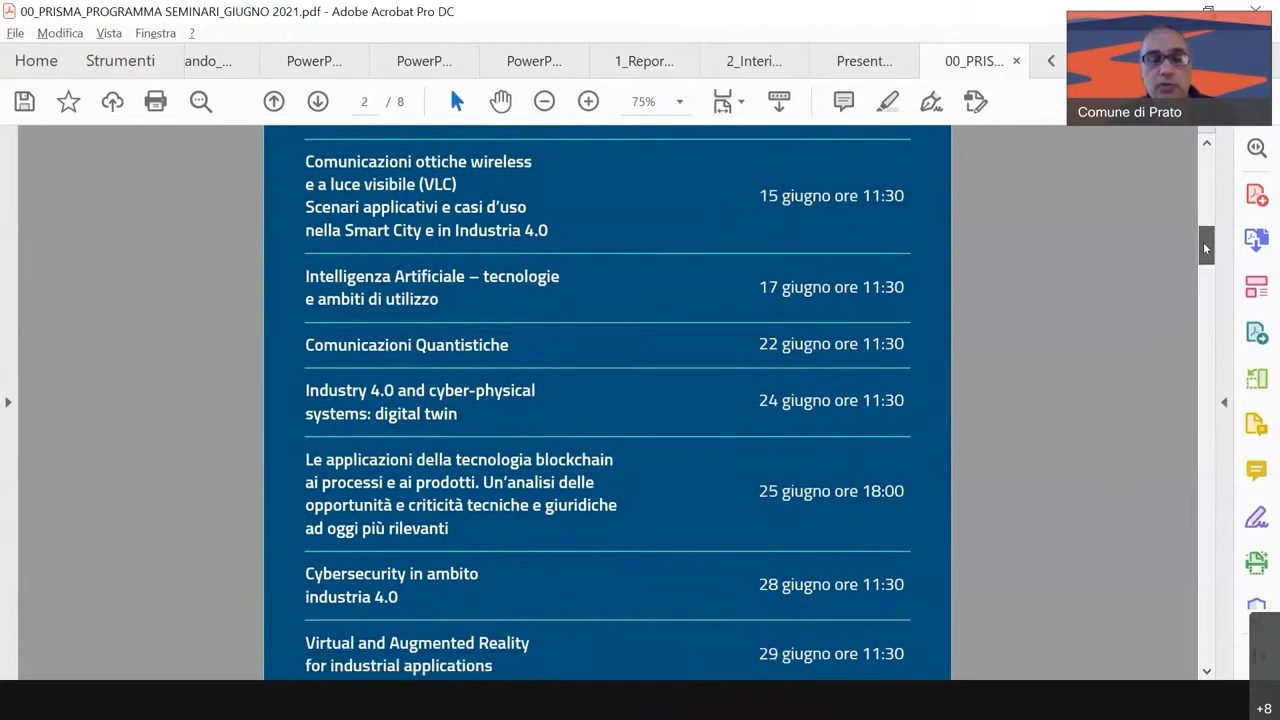 00_PRISMA_PROGRAMMA SEMINARI_GIUGNO 2021.pdf - Adobe Acrobat Pro DC
File Modifica Vista Finestra ?
Home Strumenti ando_... PowerP... PowerP... PowerP... 1_Repor... 2_Interi... Present... 00_PRIS... ×
2 / 8 75%
Comune di Prato
Comunicazioni ottiche wireless
e a luce visibile (VLC)
Scenari applicativi e casi d'uso
nella Smart City e in Industria 4.0
15 giugno ore 11:30
Intelligenza Artificiale – tecnologie
e ambiti di utilizzo
17 giugno ore 11:30
Comunicazioni Quantistiche
22 giugno ore 11:30
Industry 4.0 and cyber-physical
systems: digital twin
24 giugno ore 11:30
Le applicazioni della tecnologia blockchain
ai processi e ai prodotti. Un'analisi delle
opportunità e criticità tecniche e giuridiche
ad oggi più rilevanti
25 giugno ore 18:00
Cybersecurity in ambito
industria 4.0
28 giugno ore 11:30
Virtual and Augmented Reality
for industrial applications
29 giugno ore 11:30
+8